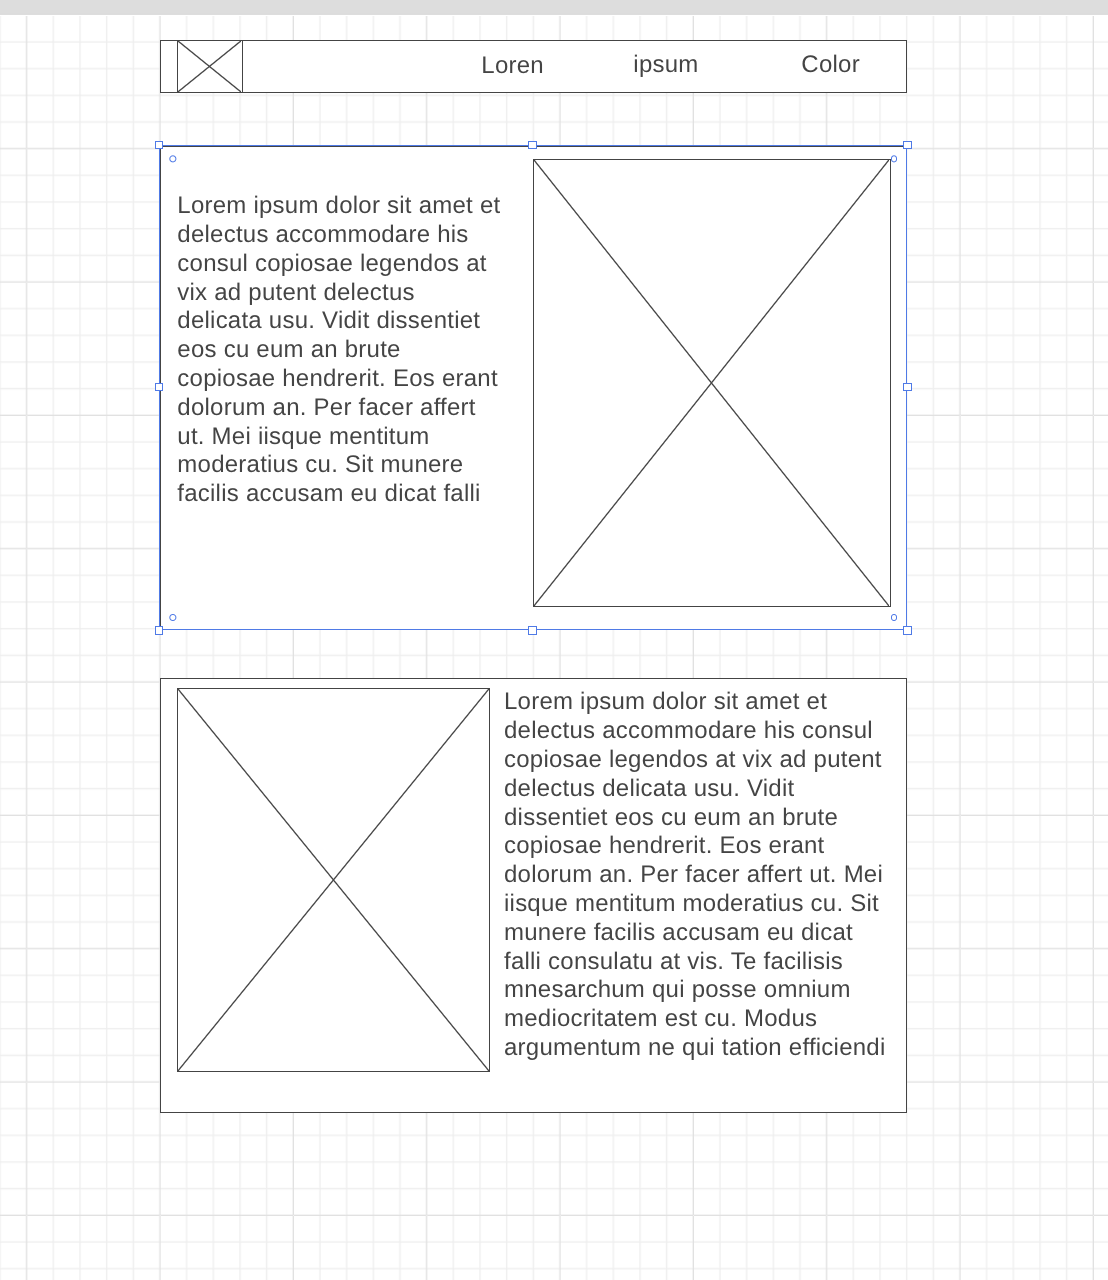 Loren ipsum Color
Lorem ipsum dolor sit amet et
delectus accommodare his
consul copiosae legendos at
vix ad putent delectus
delicata usu. Vidit dissentiet
eos cu eum an brute
copiosae hendrerit. Eos erant
dolorum an. Per facer affert
ut. Mei iisque mentitum
moderatius cu. Sit munere
facilis accusam eu dicat falli
Lorem ipsum dolor sit amet et
delectus accommodare his consul
copiosae legendos at vix ad putent
delectus delicata usu. Vidit
dissentiet eos cu eum an brute
copiosae hendrerit. Eos erant
dolorum an. Per facer affert ut. Mei
iisque mentitum moderatius cu. Sit
munere facilis accusam eu dicat
falli consulatu at vis. Te facilisis
mnesarchum qui posse omnium
mediocritatem est cu. Modus
argumentum ne qui tation efficiendi